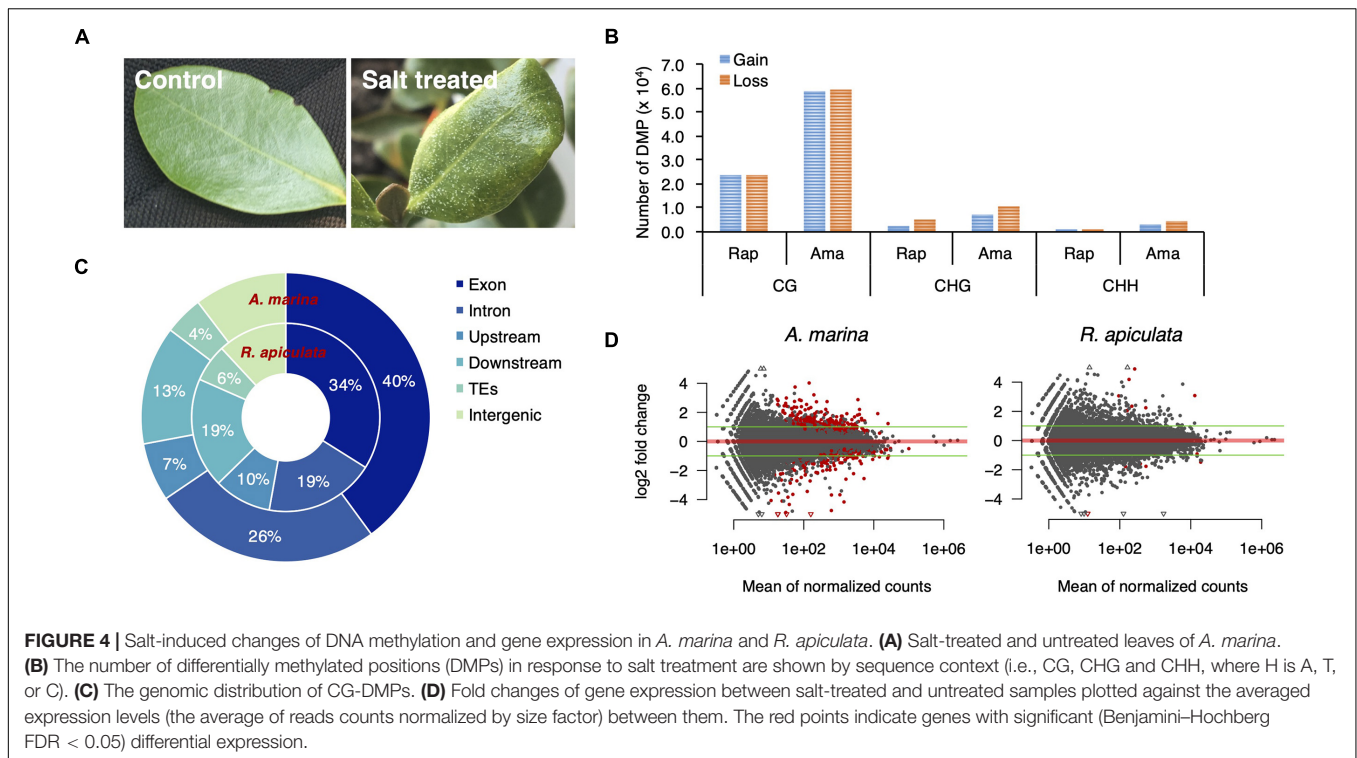 A
Control
Salt treated
B
Gain
Loss
Number of DMP (x 10⁴)
7.0
6.0
5.0
4.0
3.0
2.0
1.0
0.0
Rap Ama Rap Ama Rap Ama
CG CHG CHH
C
A. marina
R. apiculata
40%
26%
7%
13%
4%
34%
19%
10%
19%
6%
Exon
Intron
Upstream
Downstream
TEs
Intergenic
D
A. marina
log2 fold change
4
2
0
−2
−4
1e+00 1e+02 1e+04 1e+06
Mean of normalized counts
R. apiculata
4
2
0
−2
−4
1e+00 1e+02 1e+04 1e+06
Mean of normalized counts
FIGURE 4 | Salt-induced changes of DNA methylation and gene expression in A. marina and R. apiculata. (A) Salt-treated and untreated leaves of A. marina.
(B) The number of differentially methylated positions (DMPs) in response to salt treatment are shown by sequence context (i.e., CG, CHG and CHH, where H is A, T,
or C). (C) The genomic distribution of CG-DMPs. (D) Fold changes of gene expression between salt-treated and untreated samples plotted against the averaged
expression levels (the average of reads counts normalized by size factor) between them. The red points indicate genes with significant (Benjamini–Hochberg
FDR < 0.05) differential expression.